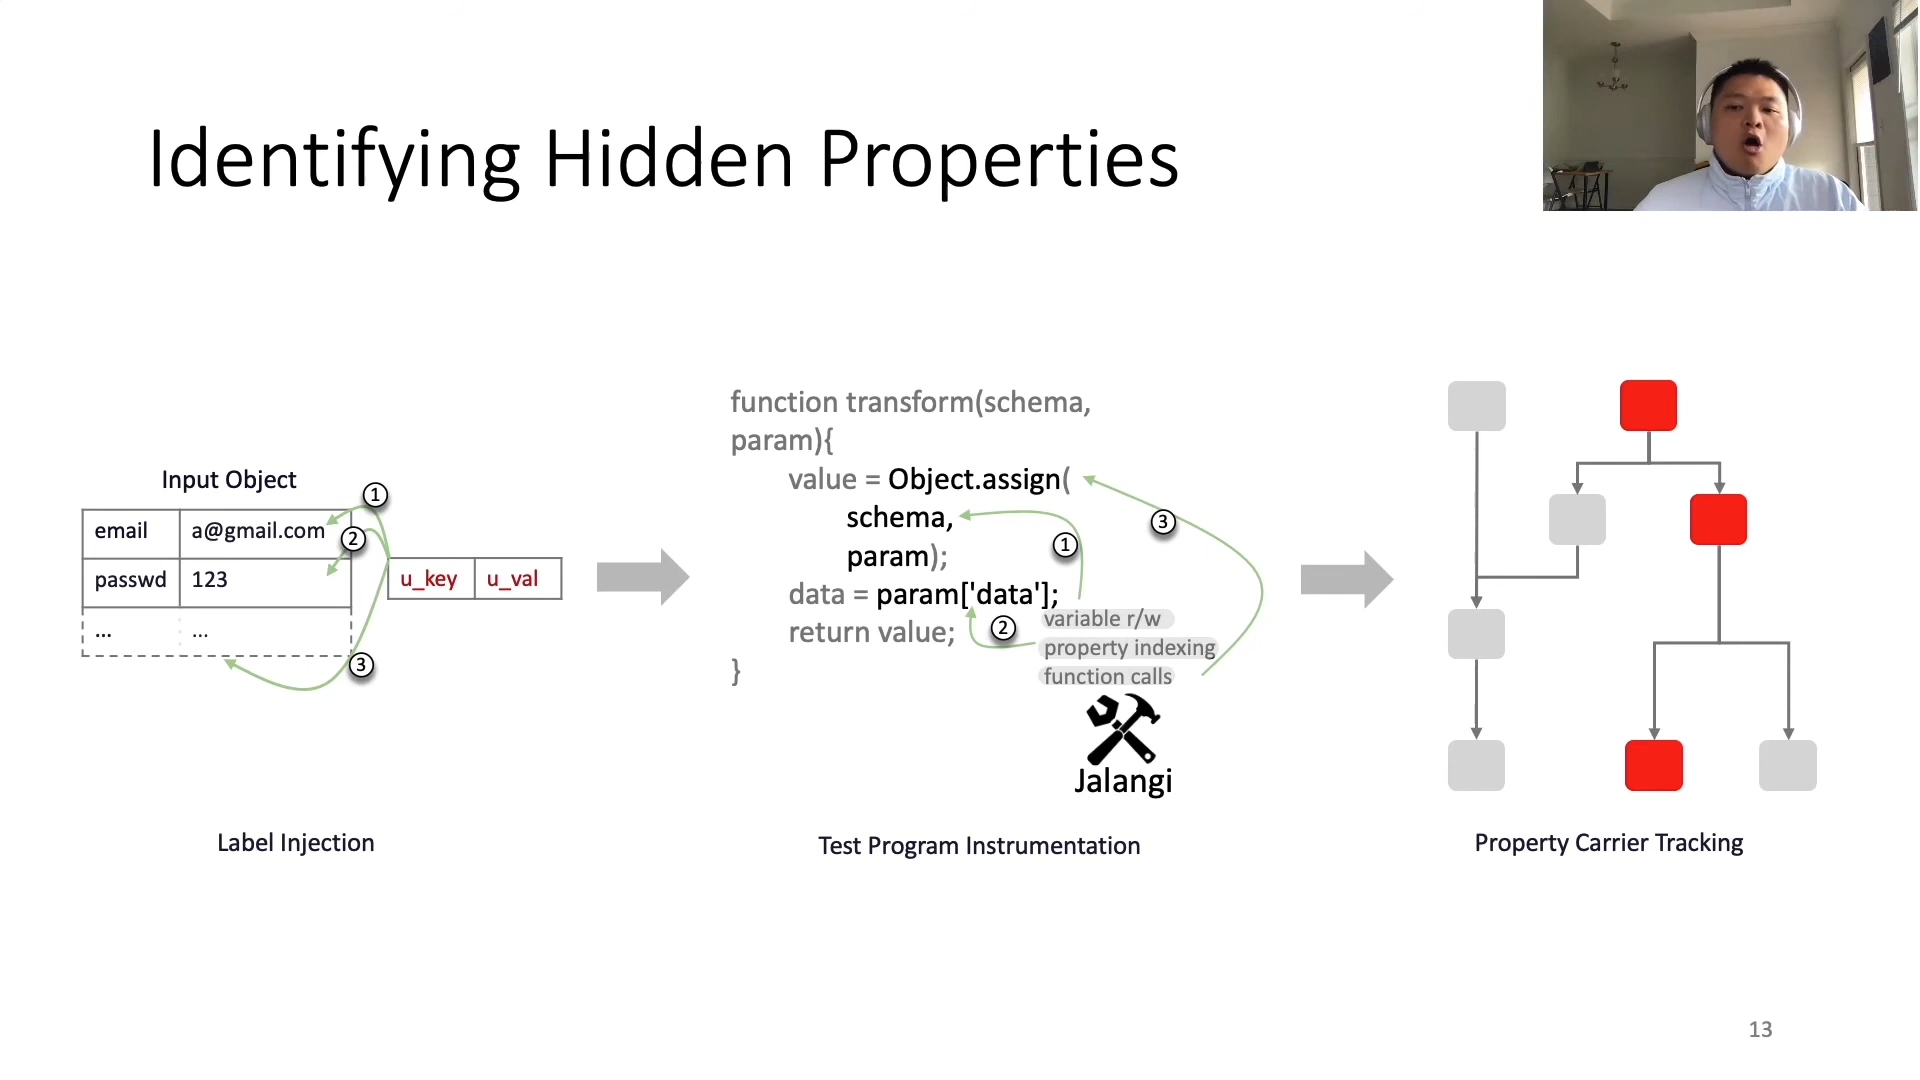 Identifying Hidden Properties
Input Object
email a@gmail.com
passwd 123
... ...
u_key u_val
1
2
3
Label Injection
function transform(schema,
param){
value = Object.assign(
schema,
param);
data = param['data'];
return value;
}
1
2
3
variable r/w
property indexing
function calls
Jalangi
Test Program Instrumentation
Property Carrier Tracking
13